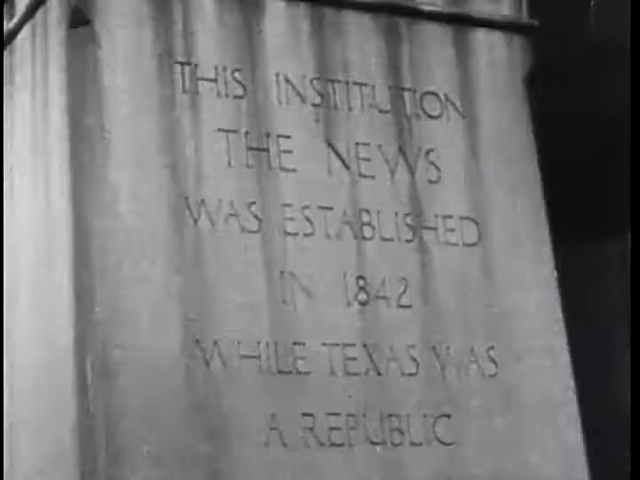 THIS INSTITUTION
THE NEWS
WAS ESTABLISHED
IN 1842
WHILE TEXAS WAS
A REPUBLIC